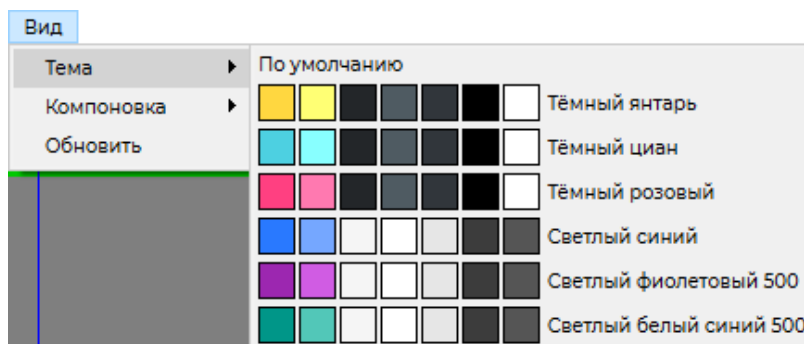 Вид
Тема
Компоновка
Обновить
По умолчанию
Тёмный янтарь
Тёмный циан
Тёмный розовый
Светлый синий
Светлый фиолетовый 500
Светлый белый синий 500